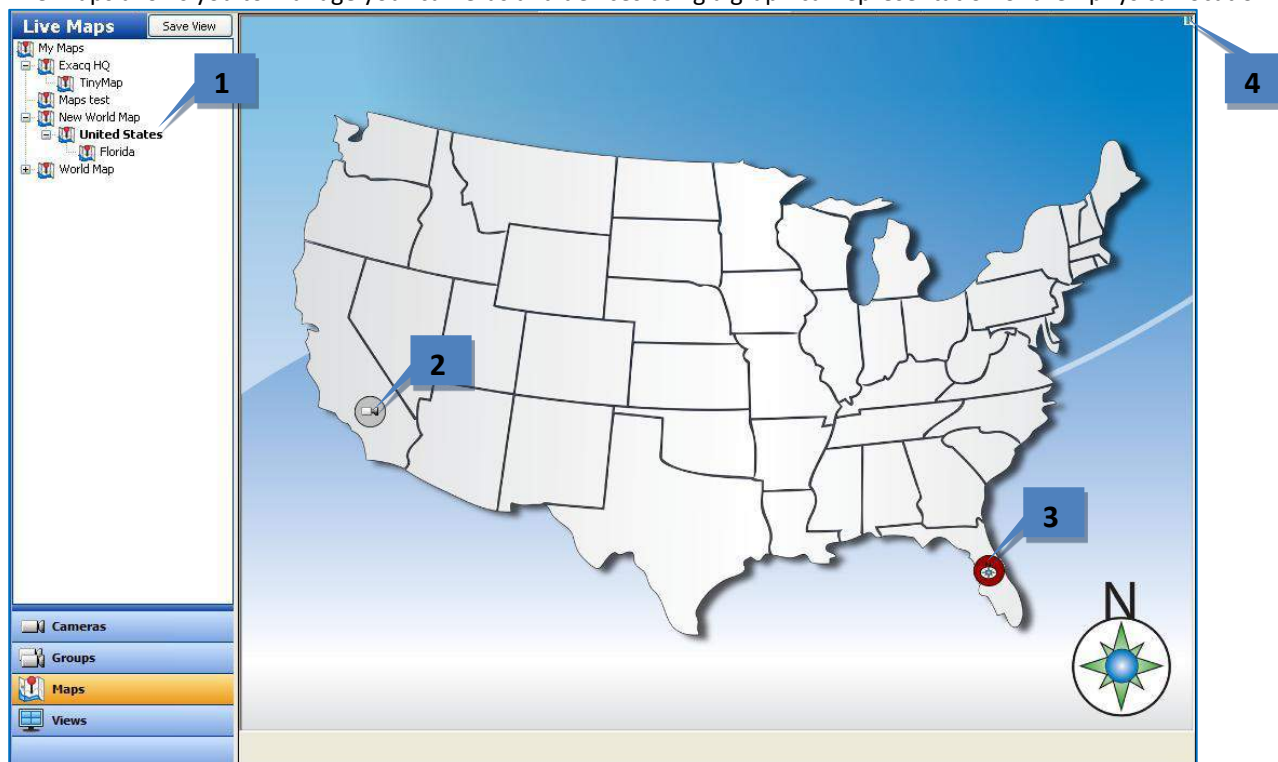 Live Maps Save View
My Maps
Exacq HQ
TinyMap
Maps test
New World Map
United States
Florida
World Map
1
2
3
4
N
Cameras
Groups
Maps
Views